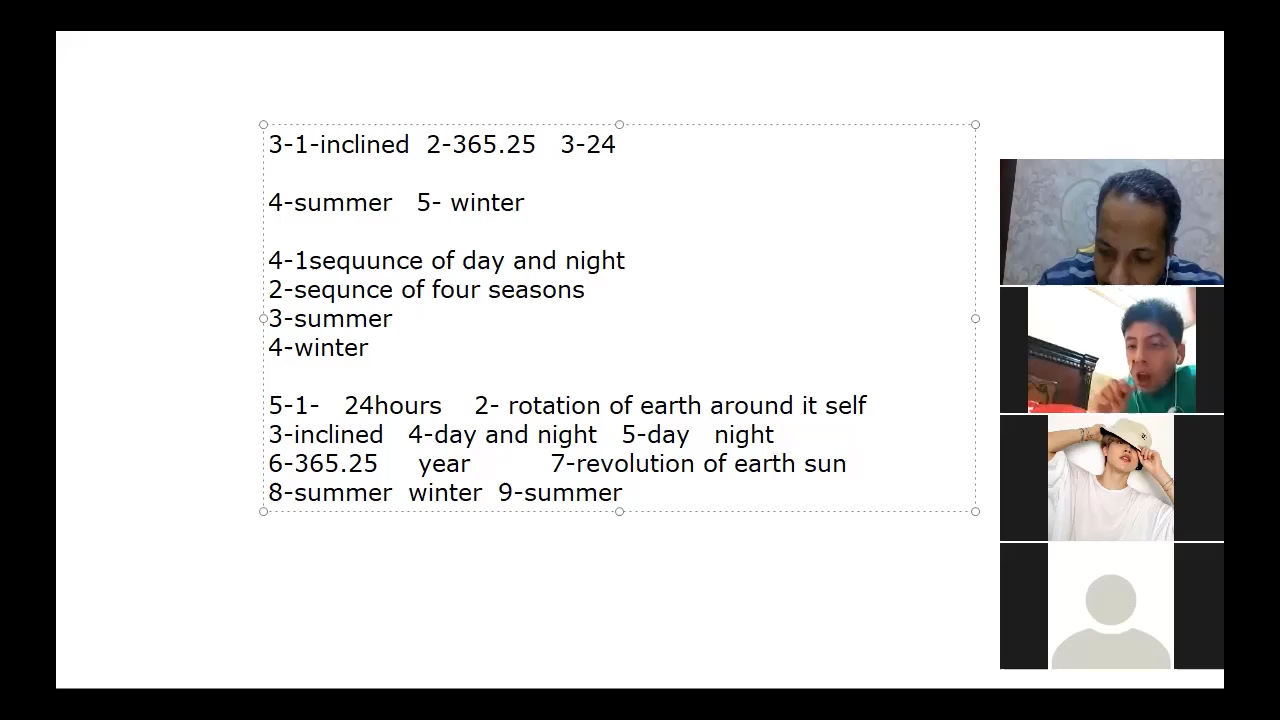 3-1-inclined 2-365.25 3-24
4-summer 5- winter
4-1sequunce of day and night
2-sequnce of four seasons
3-summer
4-winter
5-1- 24hours 2- rotation of earth around it self
3-inclined 4-day and night 5-day night
6-365.25 year 7-revolution of earth sun
8-summer winter 9-summer